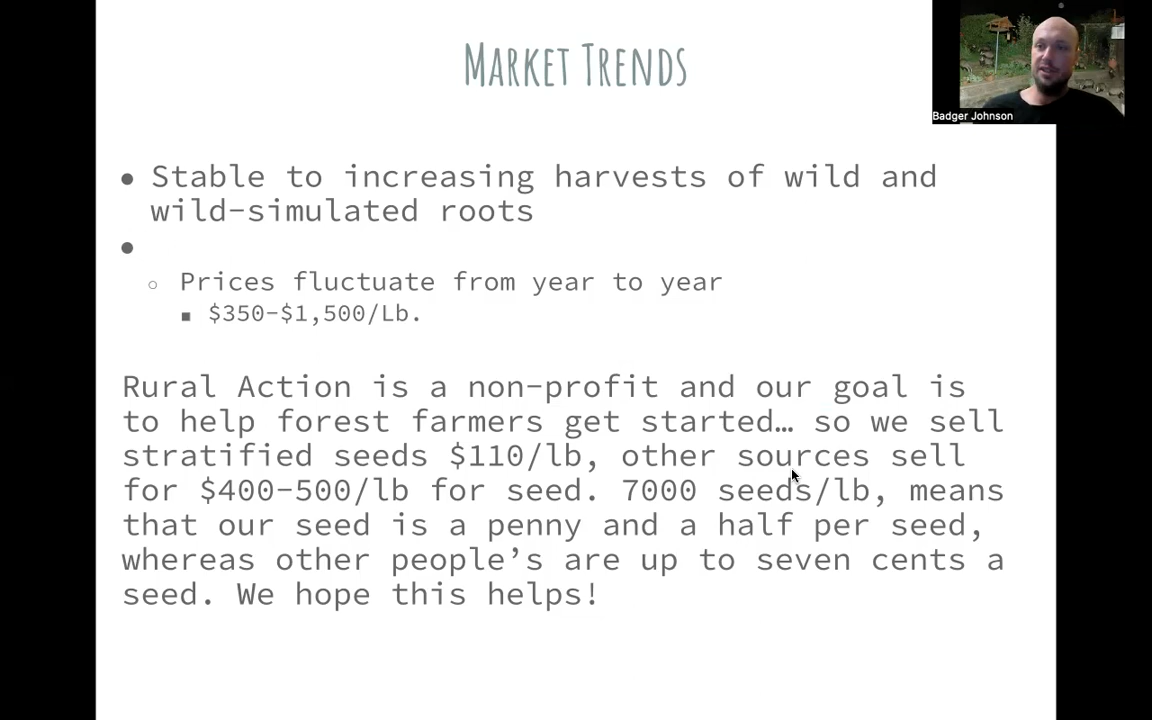 Market Trends
Badger Johnson
● Stable to increasing harvests of wild and
wild-simulated roots
●
○ Prices fluctuate from year to year
■ $350-$1,500/Lb.
Rural Action is a non-profit and our goal is
to help forest farmers get started… so we sell
stratified seeds $110/lb, other sources sell
for $400-500/lb for seed. 7000 seeds/lb, means
that our seed is a penny and a half per seed,
whereas other people’s are up to seven cents a
seed. We hope this helps!